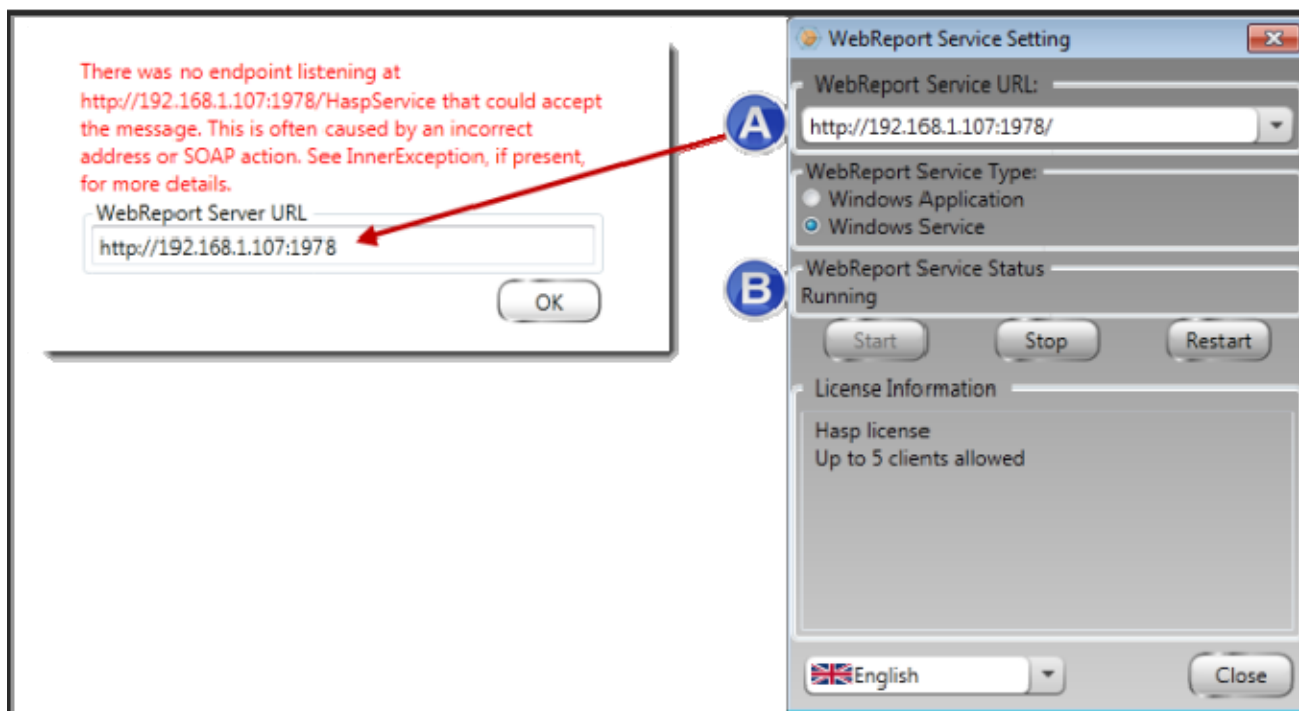 There was no endpoint listening at
http://192.168.1.107:1978/HaspService that could accept
the message. This is often caused by an incorrect
address or SOAP action. See InnerException, if present,
for more details.
WebReport Server URL
http://192.168.1.107:1978
OK
A
B
WebReport Service Setting
WebReport Service URL:
http://192.168.1.107:1978/
WebReport Service Type:
Windows Application
Windows Service
WebReport Service Status
Running
Start Stop Restart
License Information
Hasp license
Up to 5 clients allowed
English
Close